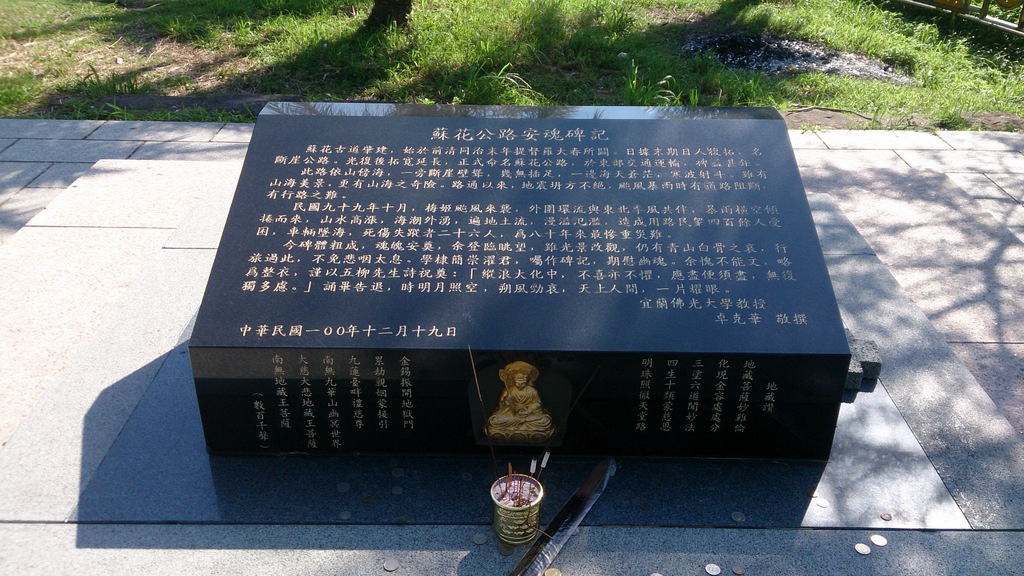 蘇花公路安魂碑記
蘇花古道肇建，始於前清同治末年提督羅大春所闢。日據末期日人復拓，名
斷崖公路。光復後拓寬延長，正式命名蘇花公路，於東部交通運輸，裨益甚年。
此路依山傍海，一旁斷崖壁聳，幾無插足，一邊海天蒼茫，寒波射斗，雖有
山海美景，更有山海之奇險。路通以來，地震坍方不絕，颱風暴雨時有道路阻斷，
有行路之難。
民國九十九年十月，梅姬颱風來襲，外圍環流與東北季風共伴，暴雨橫空傾
捲而來，山水高漲，海潮外湧，遍地土流，漫溢氾濫，造成用路民眾四百餘人受
困，車輛墜海，死傷失蹤者二十六人，為八十年來最慘重災難。
今碑體粗成，魂魄安奠，余登臨眺望，雖光景改觀，仍有青山白骨之哀，行
旅過此，不免悲咽太息。學棣簡崇濯君，囑作碑記，期慰幽魂。余愧不能文，略
為整衣，謹以五柳先生詩祝奠：「縱浪大化中，不喜亦不懼，應盡便須盡，無復
獨多慮。」誦畢告退，時明月照空，朔風勁哀，天上人間，一片耀眼。
宜蘭佛光大學教授
卓克華 敬撰
中華民國一00年十二月十九日
地藏讚
地藏菩薩妙難倫
化現金容處處分
三途六道聞妙法
四生十類蒙慈恩
明珠照徹天堂路
金錫振開地獄門
累劫親姻蒙接引
九蓮臺畔禮慈尊
南無九華山幽冥世界
大慈大悲地藏王菩薩
南無地藏王菩薩
（數百千聲）